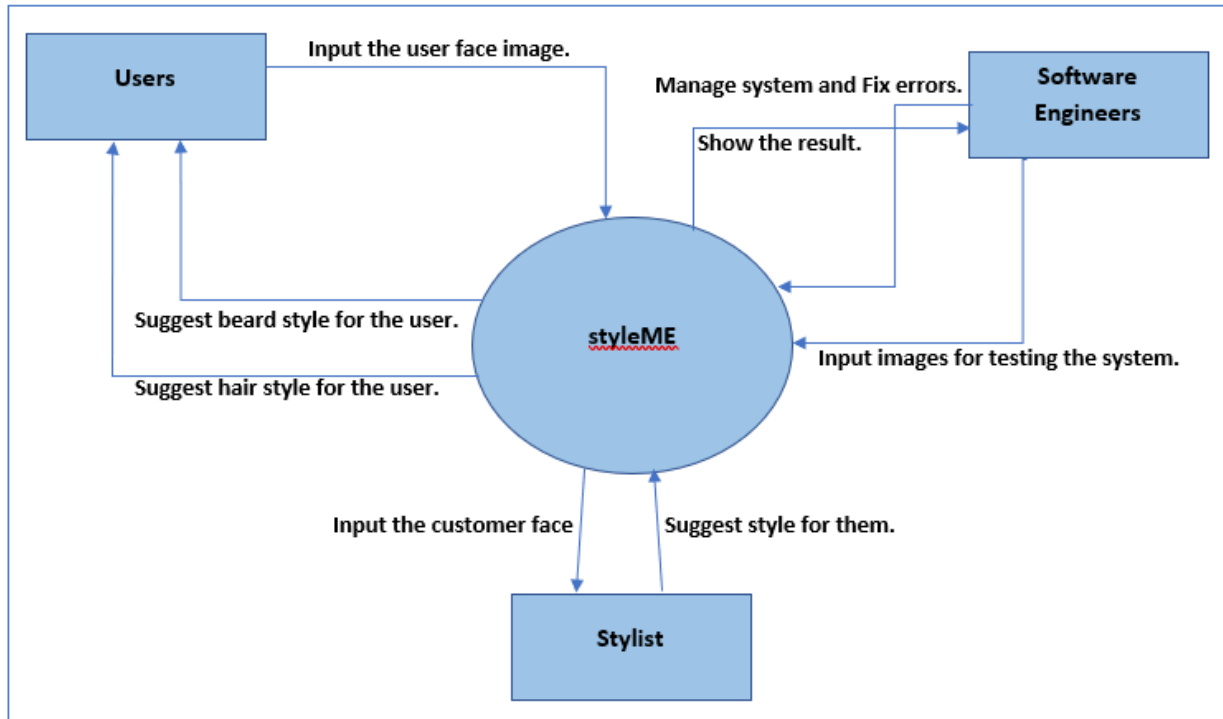 Input the user face image.
Users
Software
Engineers
Manage system and Fix errors.
Show the result.
Suggest beard style for the user.
styleME
Input images for testing the system.
Suggest hair style for the user.
Input the customer face
Suggest style for them.
Stylist